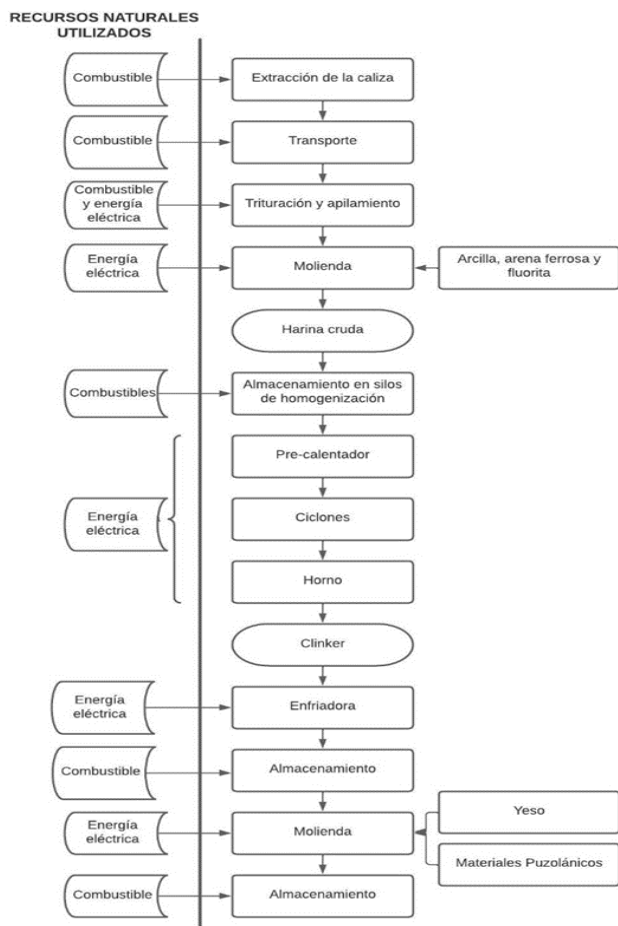 RECURSOS NATURALES
UTILIZADOS
Combustible
Extracción de la caliza
Combustible
Transporte
Combustible
y energía
eléctrica
Trituración y apilamiento
Energía
eléctrica
Molienda
Arcilla, arena ferrosa y
fluorita
Harina cruda
Combustibles
Almacenamiento en silos
de homogenización
Pre-calentador
Energía
eléctrica
Ciclones
Horno
Clinker
Energía
eléctrica
Enfriadora
Combustible
Almacenamiento
Energía
eléctrica
Molienda
Yeso
Materiales Puzolánicos
Combustible
Almacenamiento